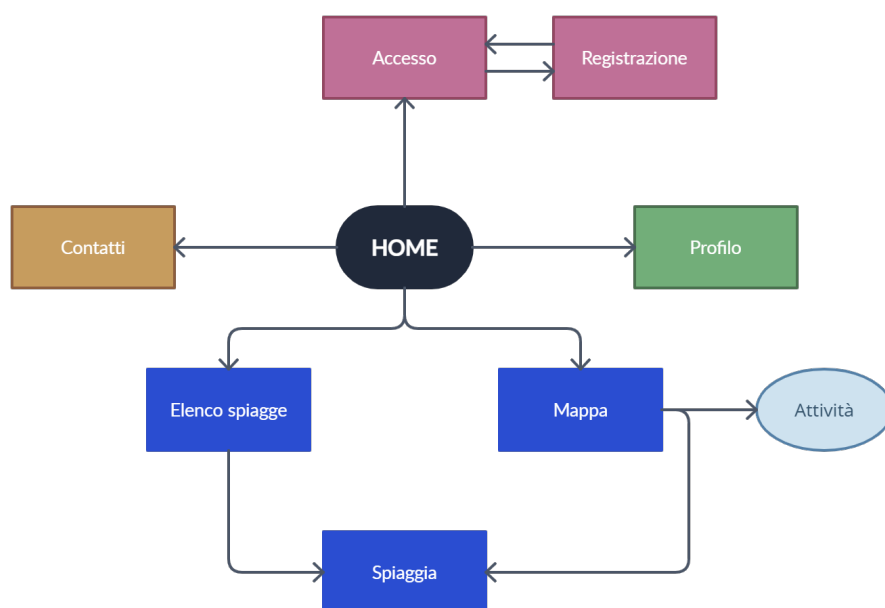 Accesso
Registrazione
Contatti
HOME
Profilo
Elenco spiagge
Mappa
Attività
Spiaggia